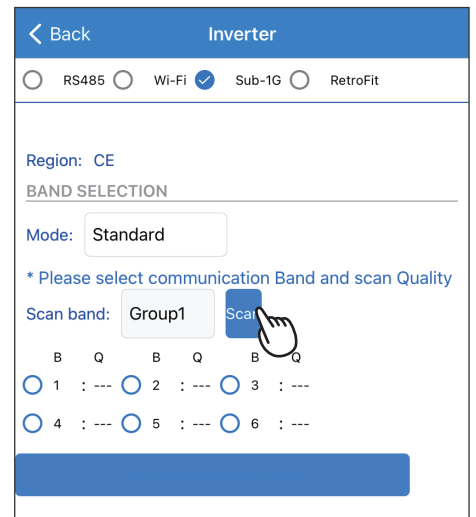 Back Inverter
RS485 Wi-Fi Sub-1G RetroFit
Region: CE
BAND SELECTION
Mode: Standard
* Please select communication Band and scan Quality
Scan band: Group1 Scan
B Q B Q B Q
1 : --- 2 : --- 3 : ---
4 : --- 5 : --- 6 : ---